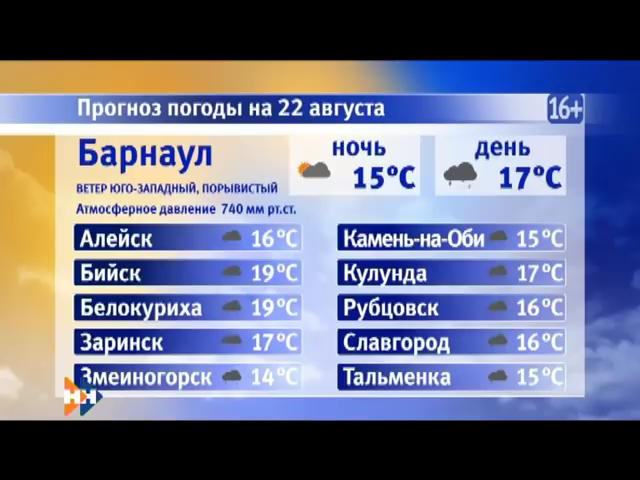 Прогноз погоды на 22 августа 16+
Барнаул
ВЕТЕР ЮГО-ЗАПАДНЫЙ, ПОРЫВИСТЫЙ
Атмосферное давление 740 мм рт.ст.
ночь
15°C
день
17°C
Алейск 16°C
Бийск 19°C
Белокуриха 19°C
Заринск 17°C
Змеиногорск 14°C
Камень-на-Оби 15°C
Кулунда 17°C
Рубцовск 16°C
Славгород 16°C
Тальменка 15°C
НН